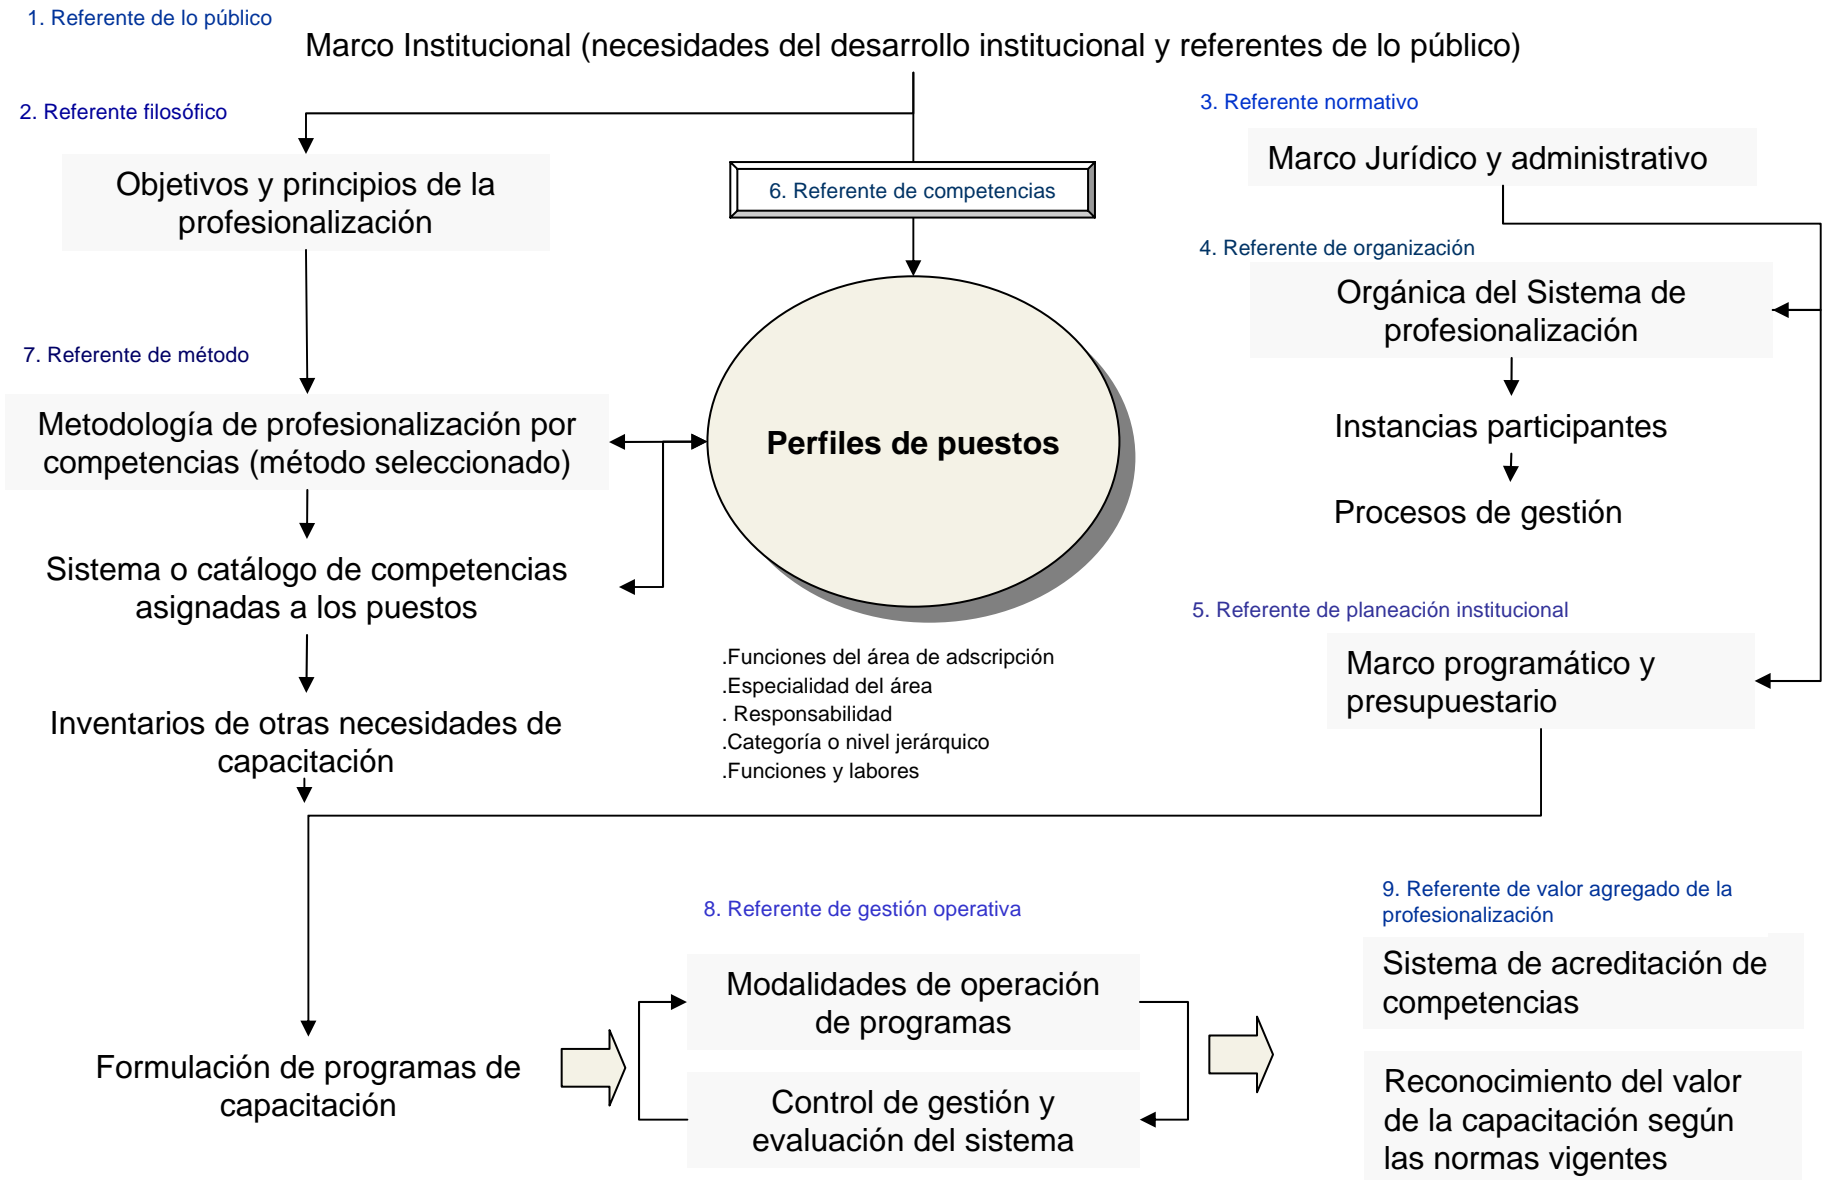 1. Referente de lo público
Marco Institucional (necesidades del desarrollo institucional y referentes de lo público)
2. Referente filosófico
3. Referente normativo
Objetivos y principios de la
profesionalización
6. Referente de competencias
Marco Jurídico y administrativo
4. Referente de organización
Orgánica del Sistema de
profesionalización
7. Referente de método
Metodología de profesionalización por
competencias (método seleccionado)
Perfiles de puestos
Instancias participantes
Procesos de gestión
Sistema o catálogo de competencias
asignadas a los puestos
5. Referente de planeación institucional
Marco programático y
presupuestario
.Funciones del área de adscripción
.Especialidad del área
. Responsabilidad
.Categoría o nivel jerárquico
.Funciones y labores
Inventarios de otras necesidades de
capacitación
8. Referente de gestión operativa
9. Referente de valor agregado de la
profesionalización
Formulación de programas de
capacitación
Modalidades de operación
de programas
Control de gestión y
evaluación del sistema
Sistema de acreditación de
competencias
Reconocimiento del valor
de la capacitación según
las normas vigentes